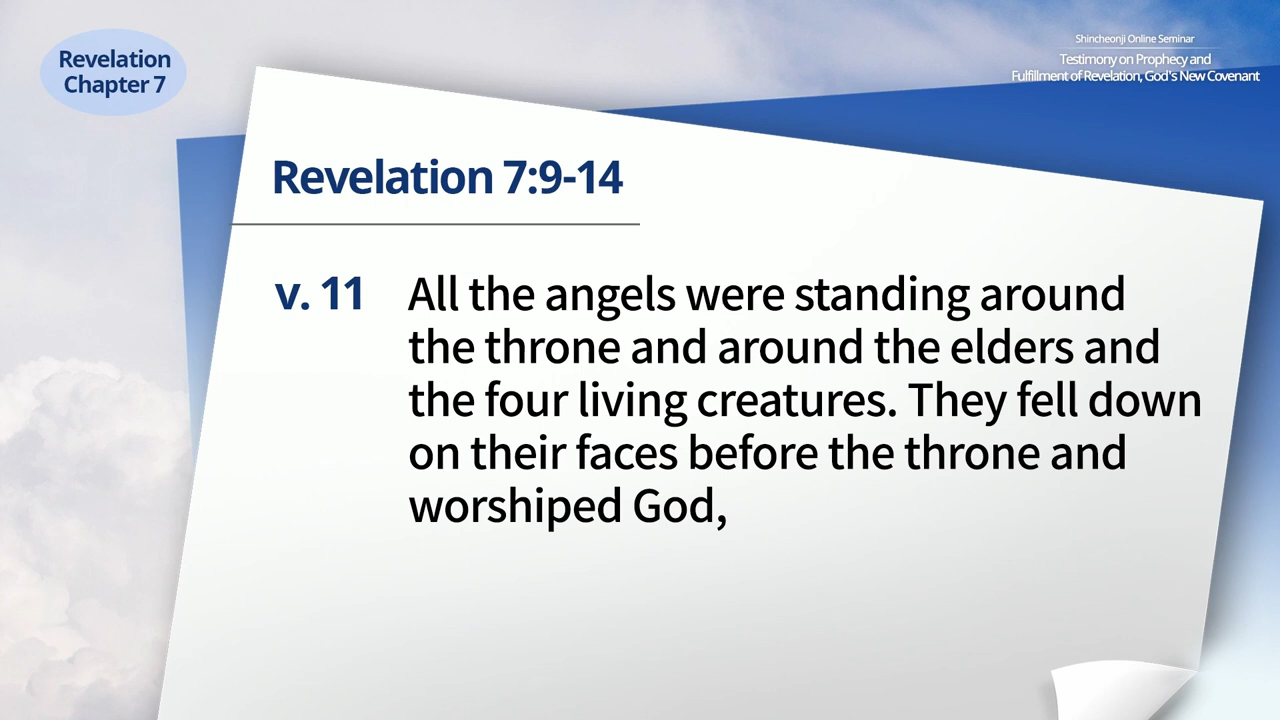 Revelation
Chapter 7
Shincheonji Online Seminar
Testimony on Prophecy and
Fulfillment of Revelation, God's New Covenant
Revelation 7:9-14
v. 11 All the angels were standing around
the throne and around the elders and
the four living creatures. They fell down
on their faces before the throne and
worshiped God,